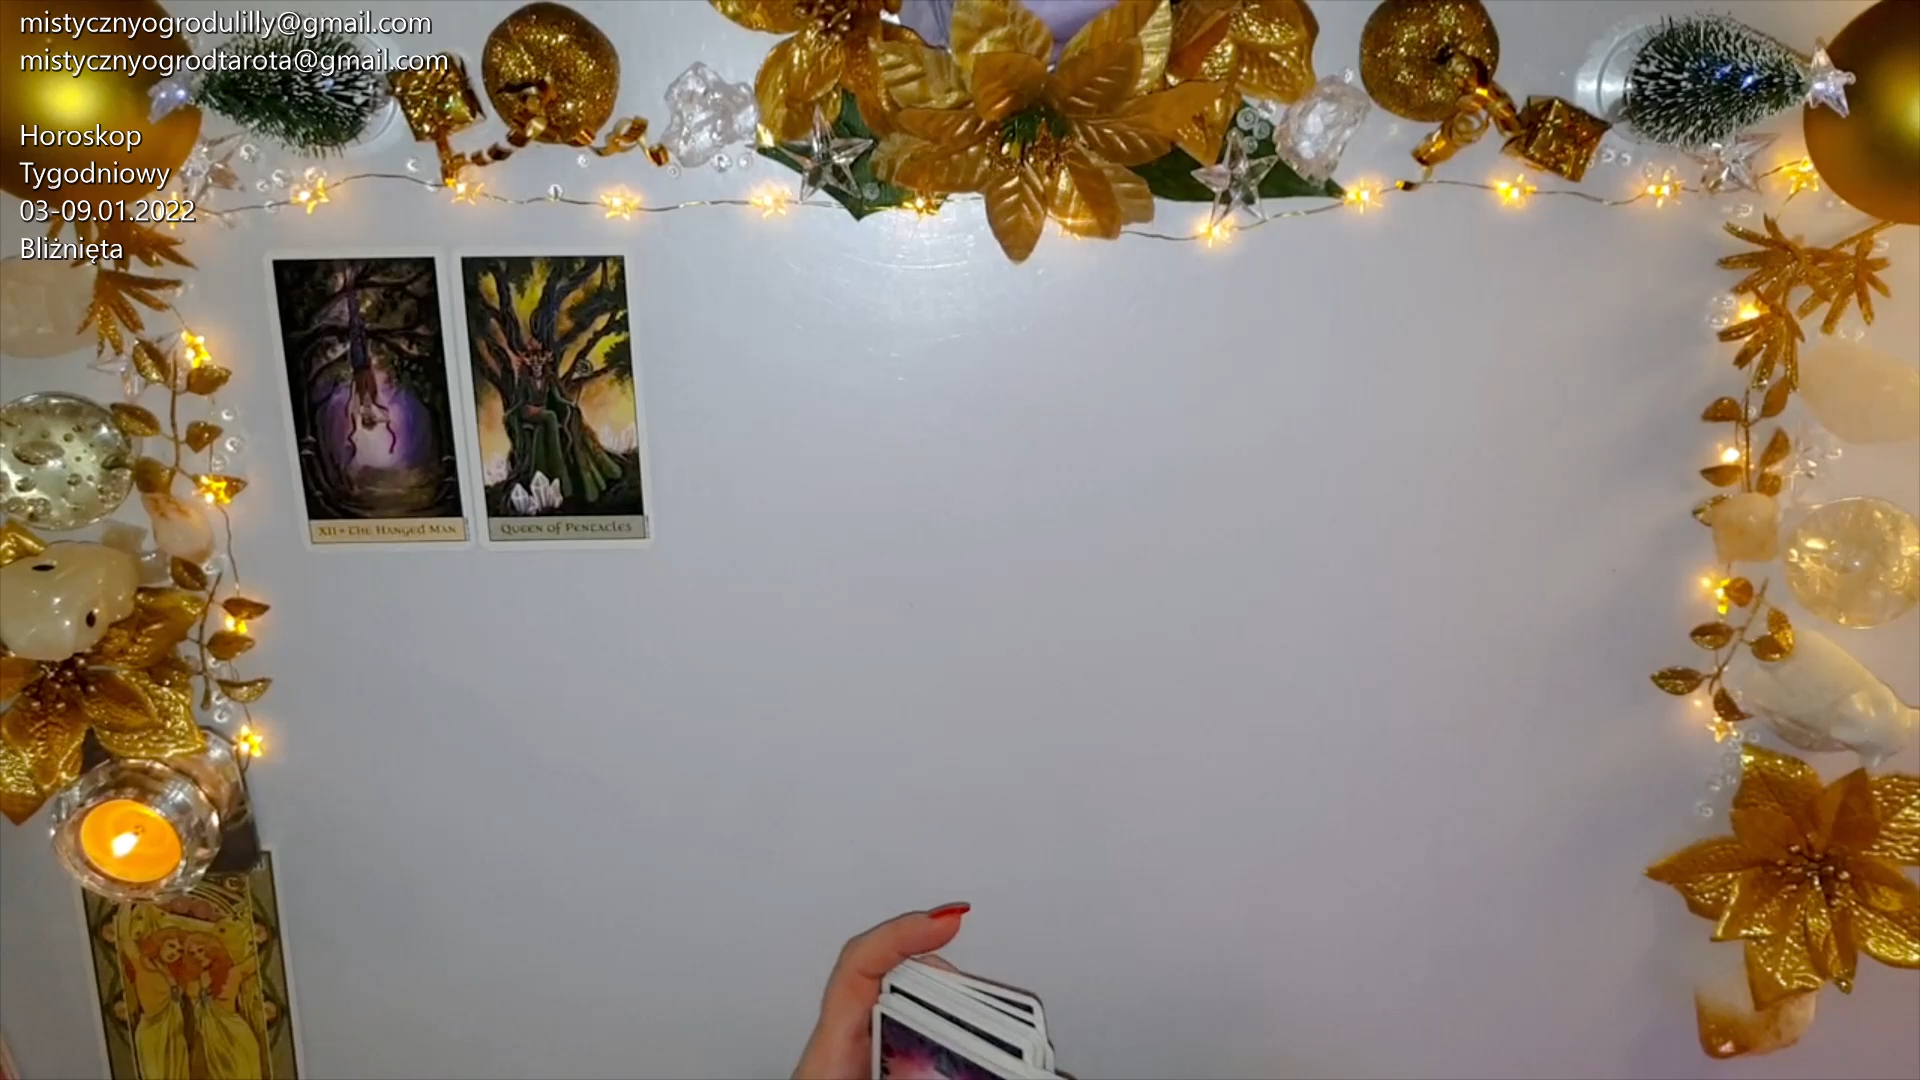 mistycznyogrodulilly@gmail.com
mistycznyogrodtarota@gmail.com
Horoskop
Tygodniowy
03-09.01.2022
Bliżnięta
XII • The Hanged Man
Queen of Pentacles